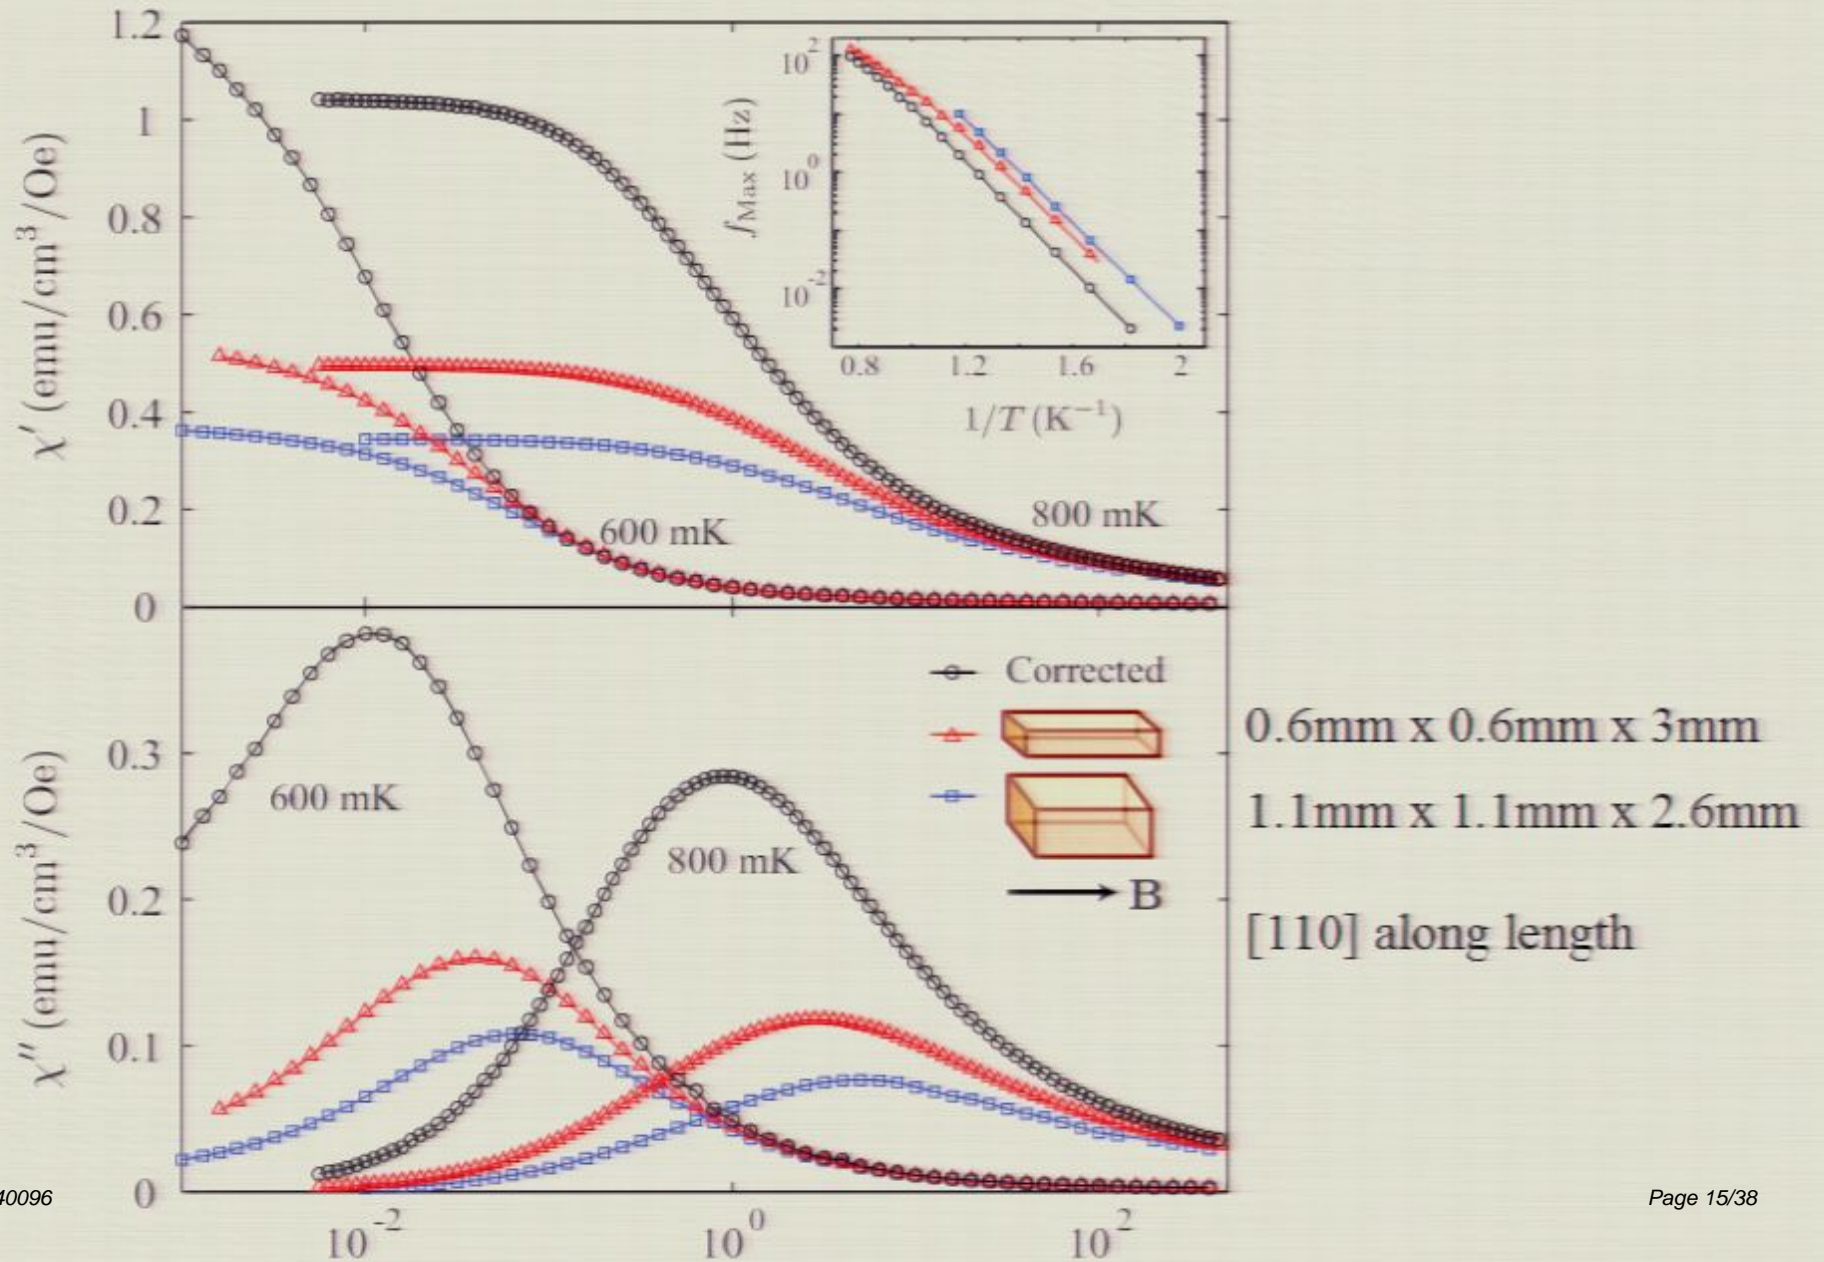 1.2
1
0.8
0.6
0.4
0.2
0
χ′ (emu/cm³/Oe)
10²
10⁰
10⁻²
f_Max (Hz)
0.8 1.2 1.6 2
1/T (K⁻¹)
600 mK
800 mK
0.3
0.2
0.1
0
χ″ (emu/cm³/Oe)
600 mK
800 mK
Corrected
0.6mm x 0.6mm x 3mm
1.1mm x 1.1mm x 2.6mm
B
[110] along length
10⁻² 10⁰ 10²
40096
Page 15/38